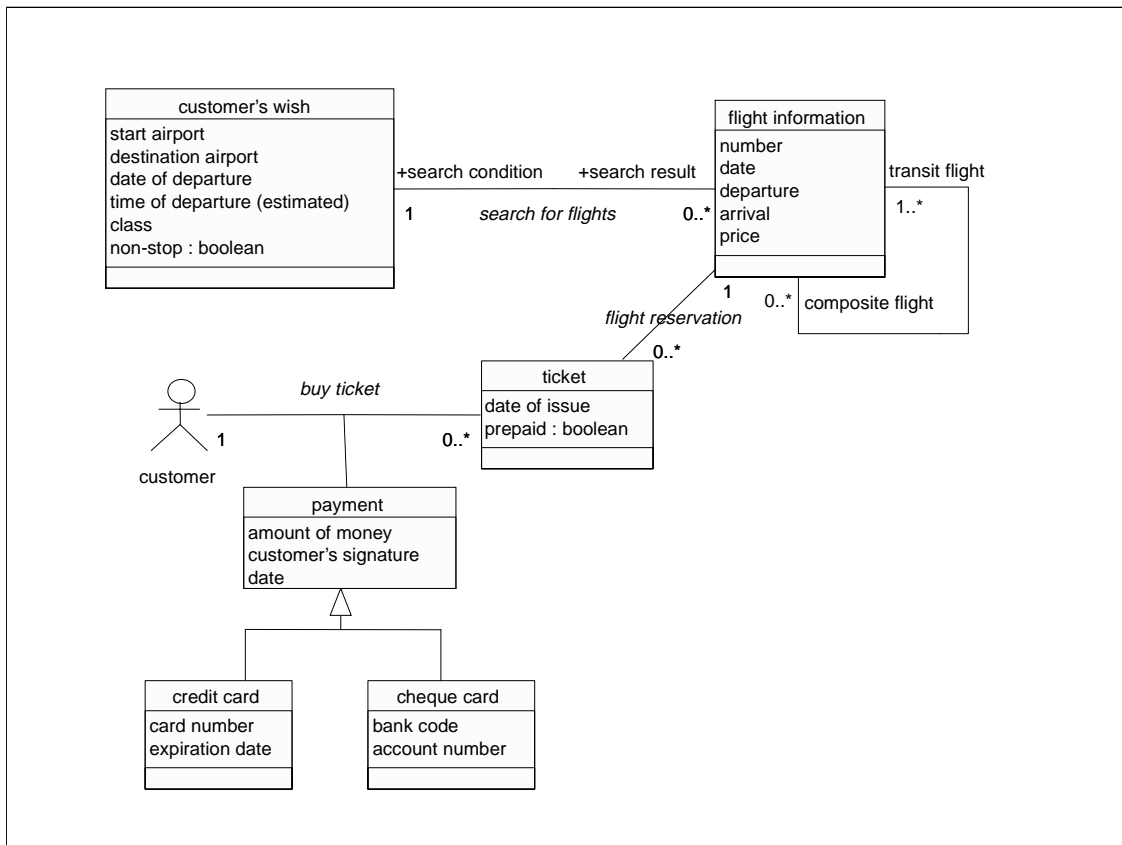 customer's wish
start airport
destination airport
date of departure
time of departure (estimated)
class
non-stop : boolean
+search condition
+search result
1
search for flights
0..*
flight information
number
date
departure
arrival
price
transit flight
1..*
1
0..*
composite flight
flight reservation
0..*
ticket
date of issue
prepaid : boolean
buy ticket
1
0..*
customer
payment
amount of money
customer's signature
date
credit card
card number
expiration date
cheque card
bank code
account number